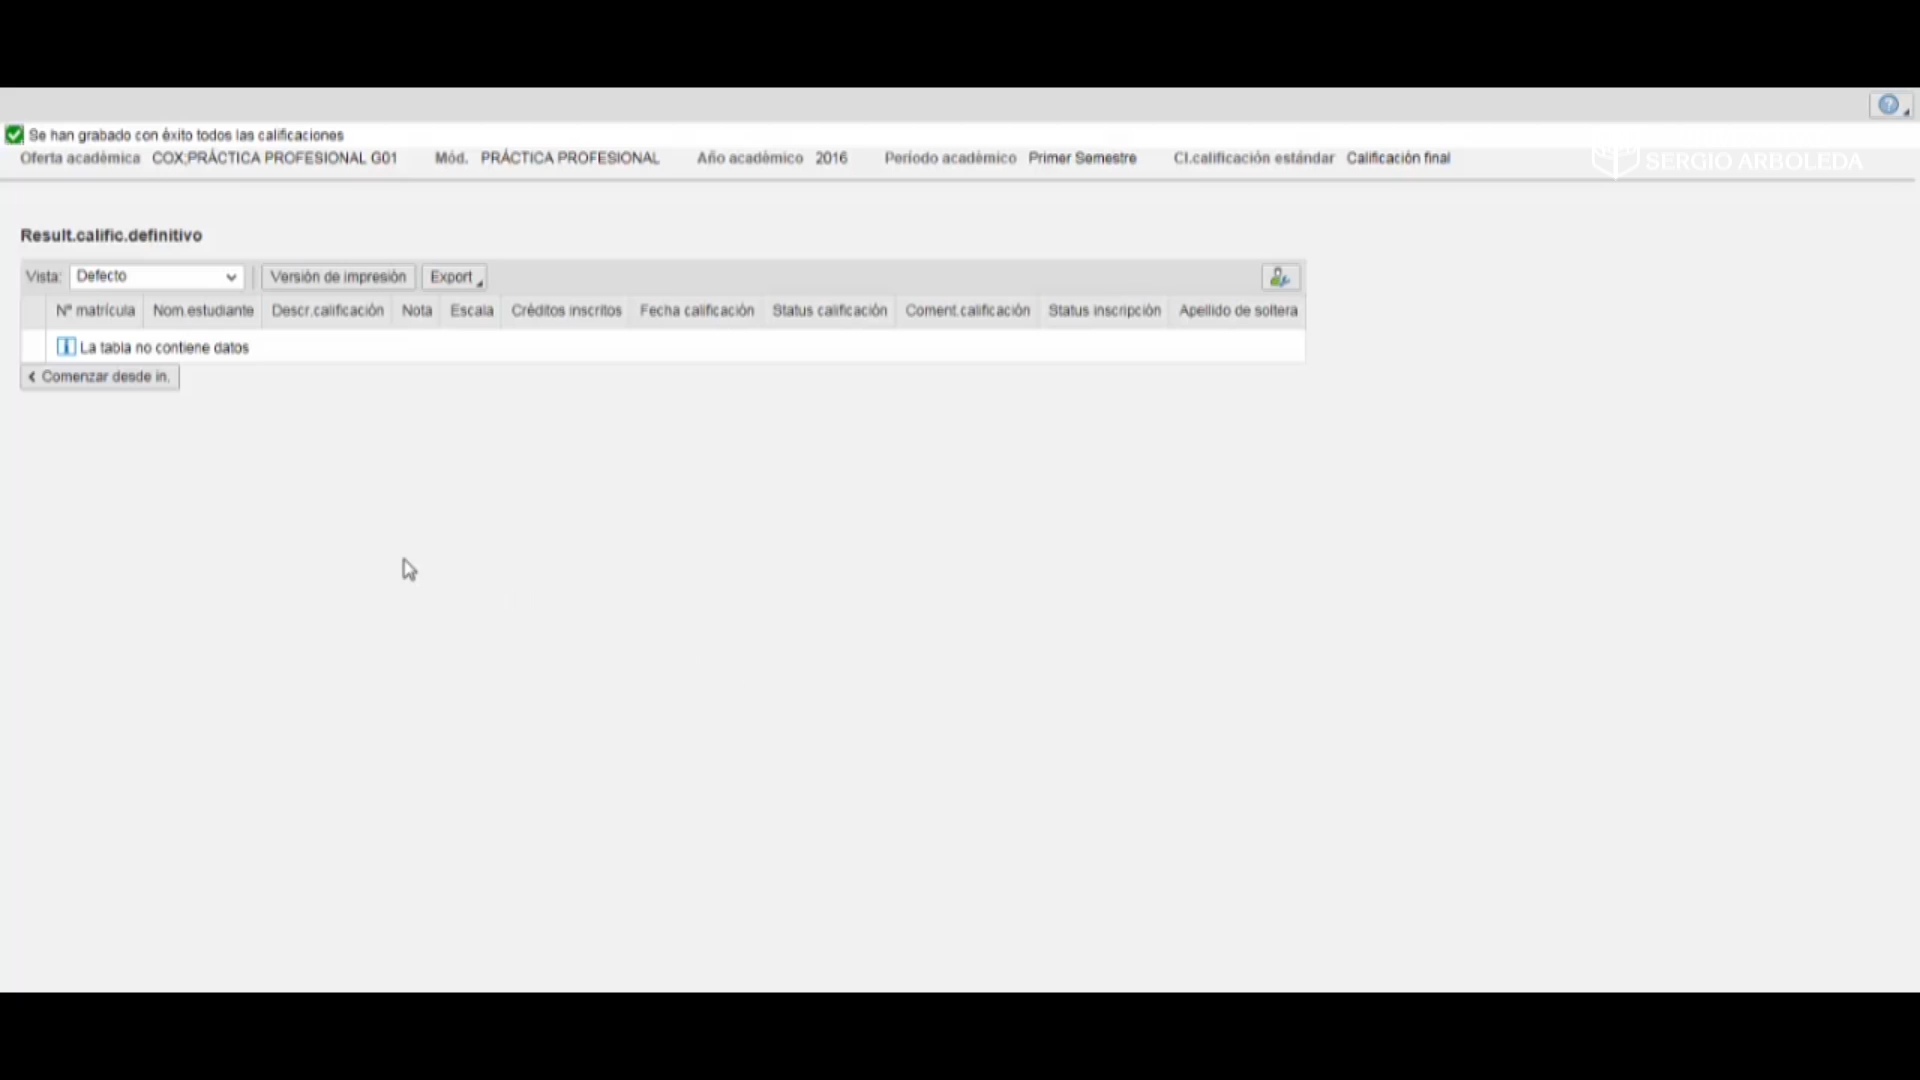 Se han grabado con éxito todos las calificaciones
Oferta académica COX;PRÁCTICA PROFESIONAL G01 Mód. PRÁCTICA PROFESIONAL Año académico 2016 Período académico Primer Semestre Cl.calificación estándar Calificación final
SERGIO ARBOLEDA
Result.calific.definitivo
Vista: Defecto Versión de impresión Export
Nº matrícula Nom.estudiante Descr.calificación Nota Escala Créditos inscritos Fecha calificación Status calificación Coment.calificación Status inscripción Apellido de soltera
La tabla no contiene datos
Comenzar desde in.